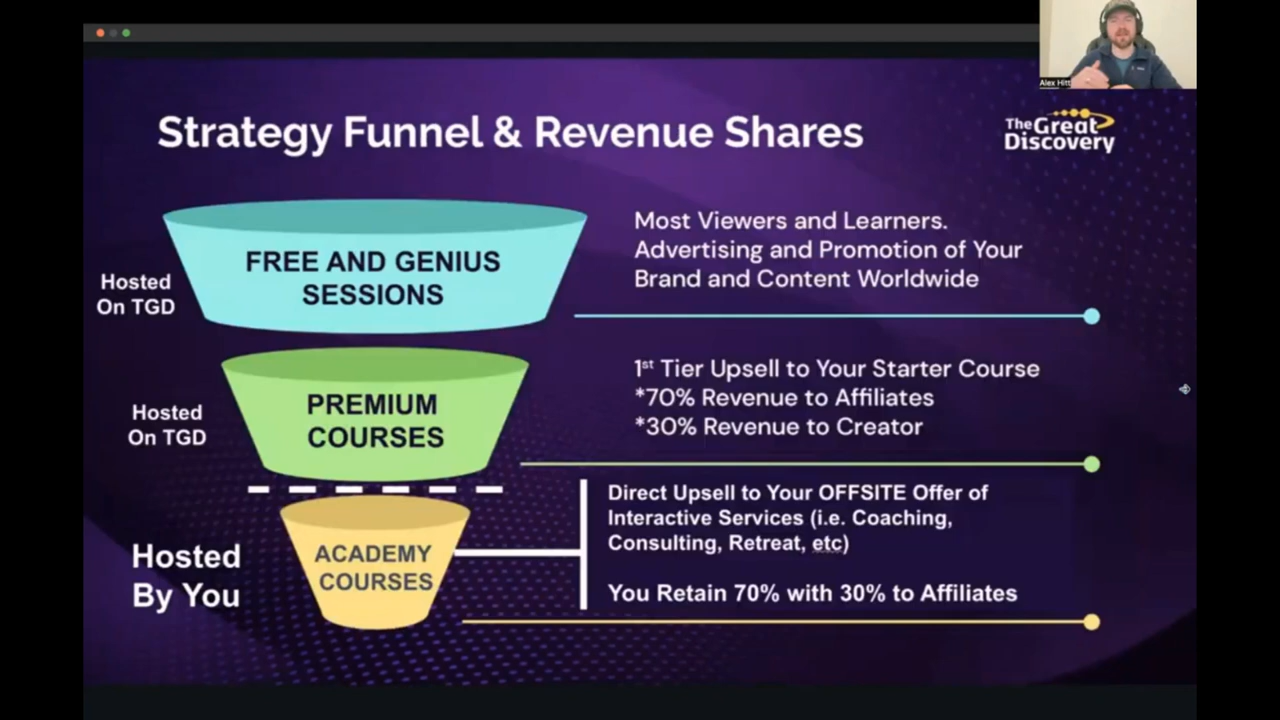 Alex Hitt
Strategy Funnel & Revenue Shares
The Great
Discovery
Hosted
On TGD
FREE AND GENIUS
SESSIONS
Most Viewers and Learners.
Advertising and Promotion of Your
Brand and Content Worldwide
Hosted
On TGD
PREMIUM
COURSES
1st Tier Upsell to Your Starter Course
*70% Revenue to Affiliates
*30% Revenue to Creator
Hosted
By You
ACADEMY
COURSES
Direct Upsell to Your OFFSITE Offer of
Interactive Services (i.e. Coaching,
Consulting, Retreat, etc)
You Retain 70% with 30% to Affiliates